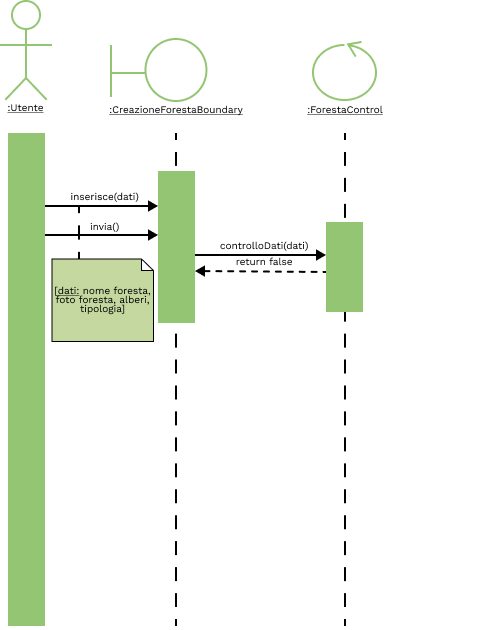 :Utente
:CreazioneForestaBoundary
:ForestaControl
inserisce(dati)
invia()
controlloDati(dati)
return false
[dati: nome foresta,
foto foresta, alberi,
tipologia]